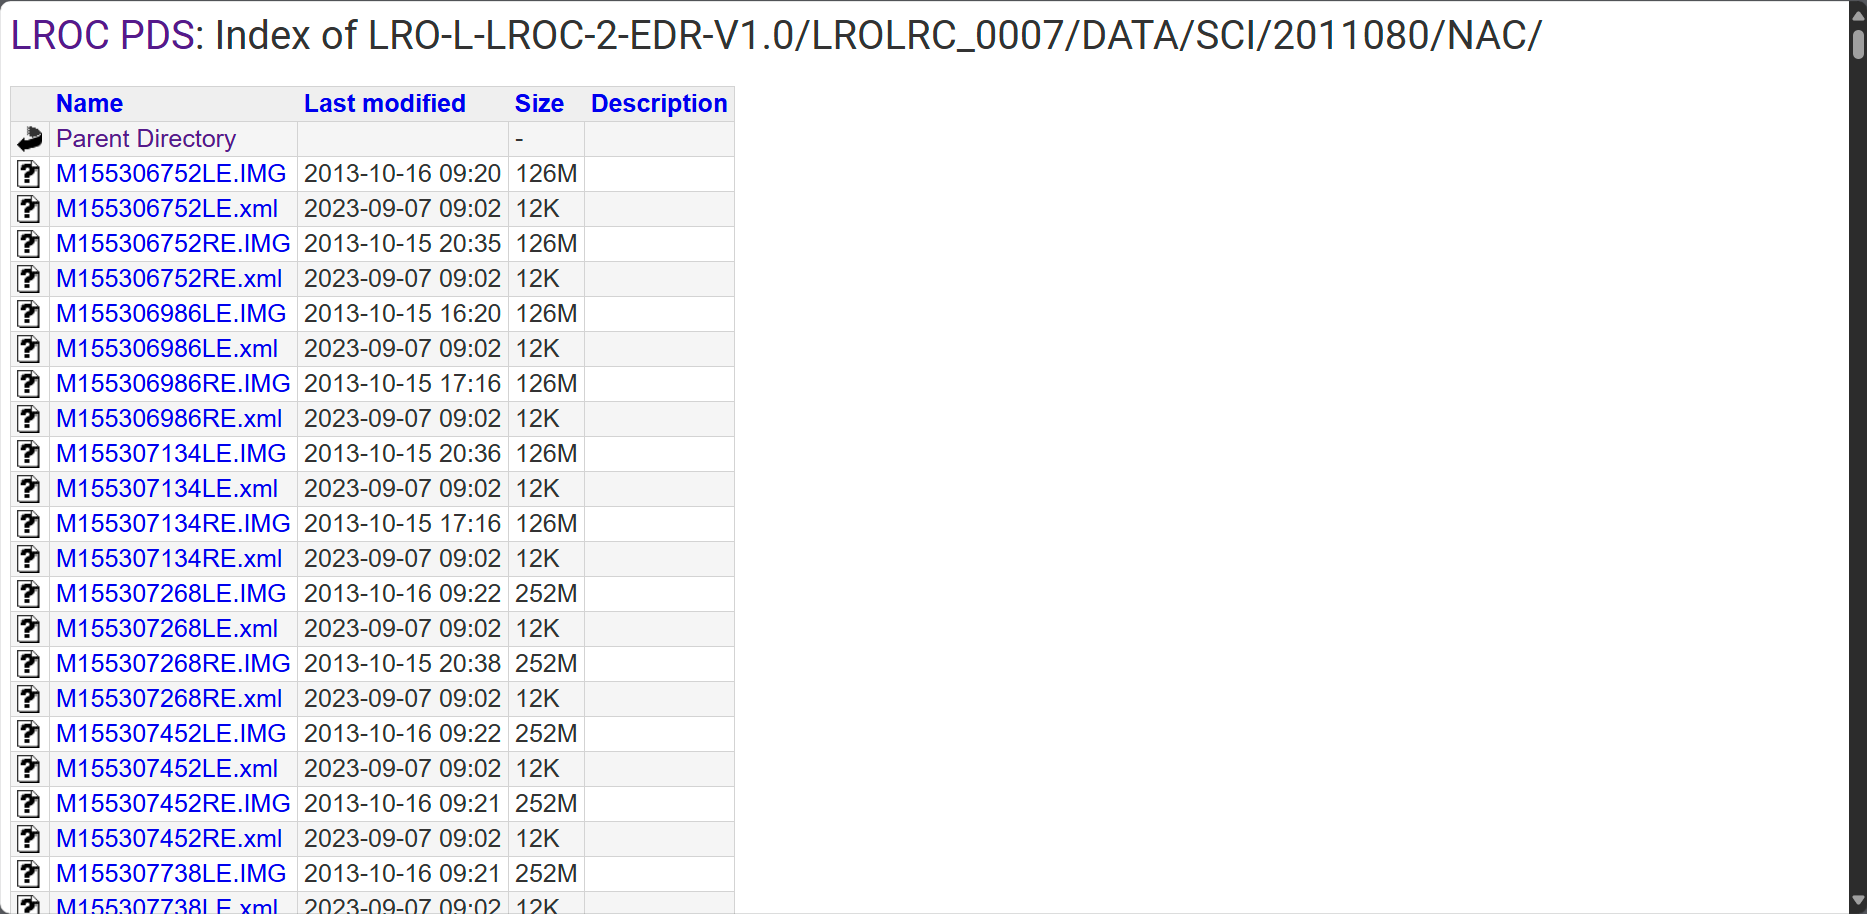 LROC PDS: Index of LRO-L-LROC-2-EDR-V1.0/LROLRC_0007/DATA/SCI/2011080/NAC/
Name Last modified Size Description
Parent Directory -
M155306752LE.IMG 2013-10-16 09:20 126M
M155306752LE.xml 2023-09-07 09:02 12K
M155306752RE.IMG 2013-10-15 20:35 126M
M155306752RE.xml 2023-09-07 09:02 12K
M155306986LE.IMG 2013-10-15 16:20 126M
M155306986LE.xml 2023-09-07 09:02 12K
M155306986RE.IMG 2013-10-15 17:16 126M
M155306986RE.xml 2023-09-07 09:02 12K
M155307134LE.IMG 2013-10-15 20:36 126M
M155307134LE.xml 2023-09-07 09:02 12K
M155307134RE.IMG 2013-10-15 17:16 126M
M155307134RE.xml 2023-09-07 09:02 12K
M155307268LE.IMG 2013-10-16 09:22 252M
M155307268LE.xml 2023-09-07 09:02 12K
M155307268RE.IMG 2013-10-15 20:38 252M
M155307268RE.xml 2023-09-07 09:02 12K
M155307452LE.IMG 2013-10-16 09:22 252M
M155307452LE.xml 2023-09-07 09:02 12K
M155307452RE.IMG 2013-10-16 09:21 252M
M155307452RE.xml 2023-09-07 09:02 12K
M155307738LE.IMG 2013-10-16 09:21 252M
M155307738LE.xml 2023-09-07 09:02 12K